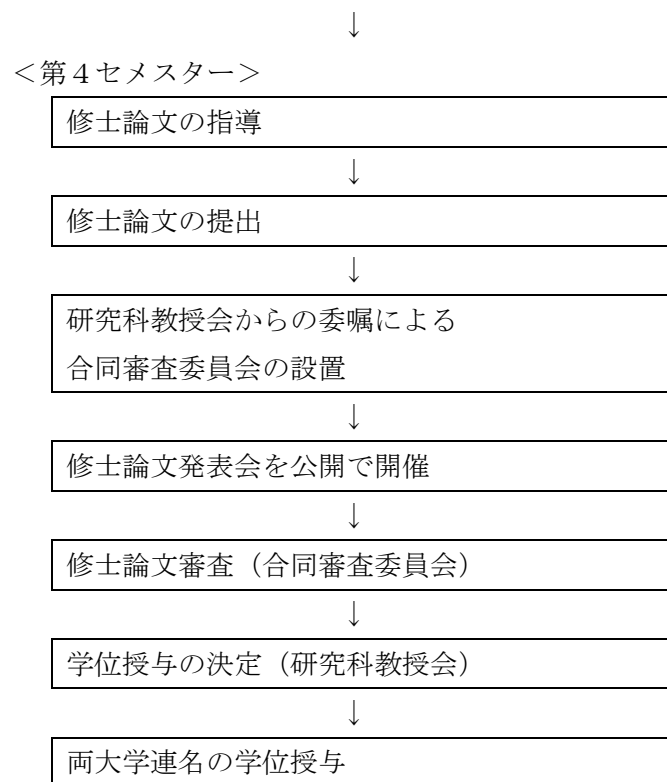 ↓
＜第４セメスター＞
修士論文の指導
↓
修士論文の提出
↓
研究科教授会からの委嘱による
合同審査委員会の設置
↓
修士論文発表会を公開で開催
↓
修士論文審査（合同審査委員会）
↓
学位授与の決定（研究科教授会）
↓
両大学連名の学位授与